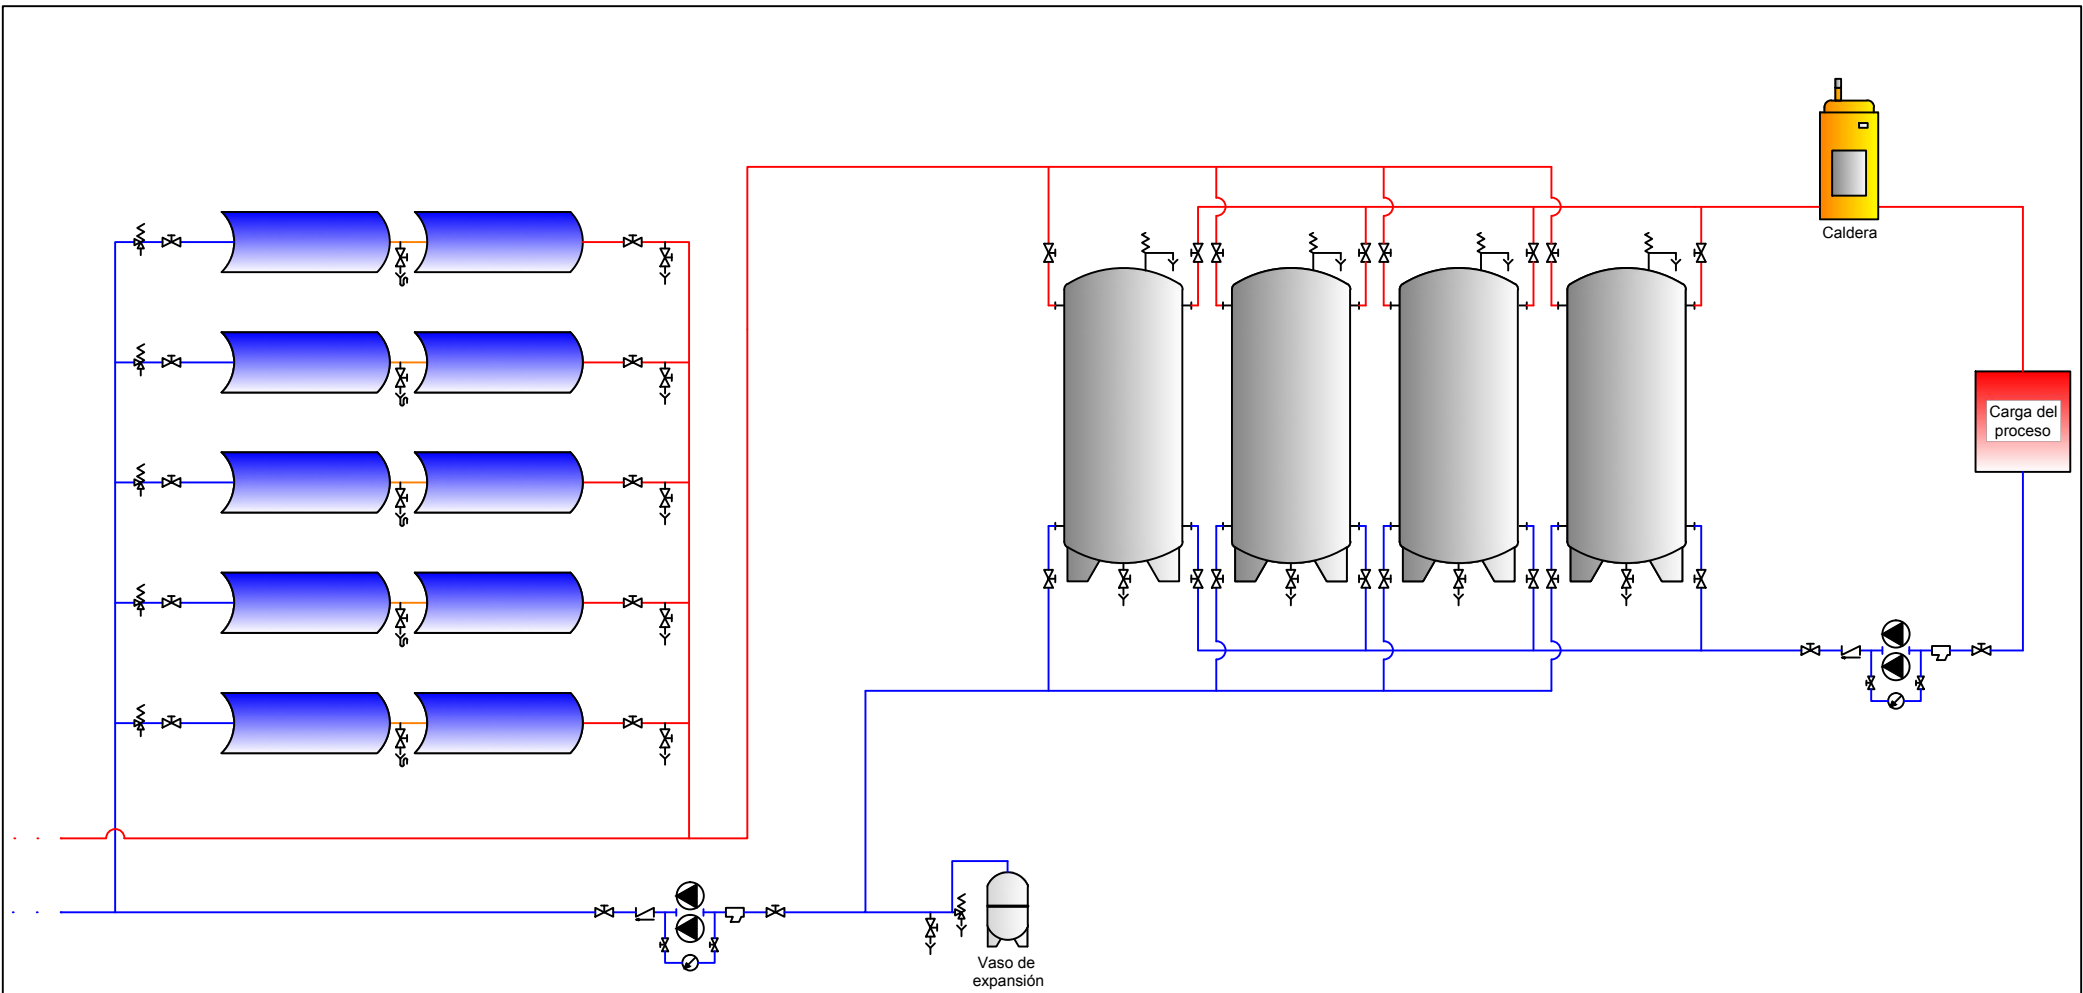 Caldera
Carga del
proceso
Vaso de
expansión